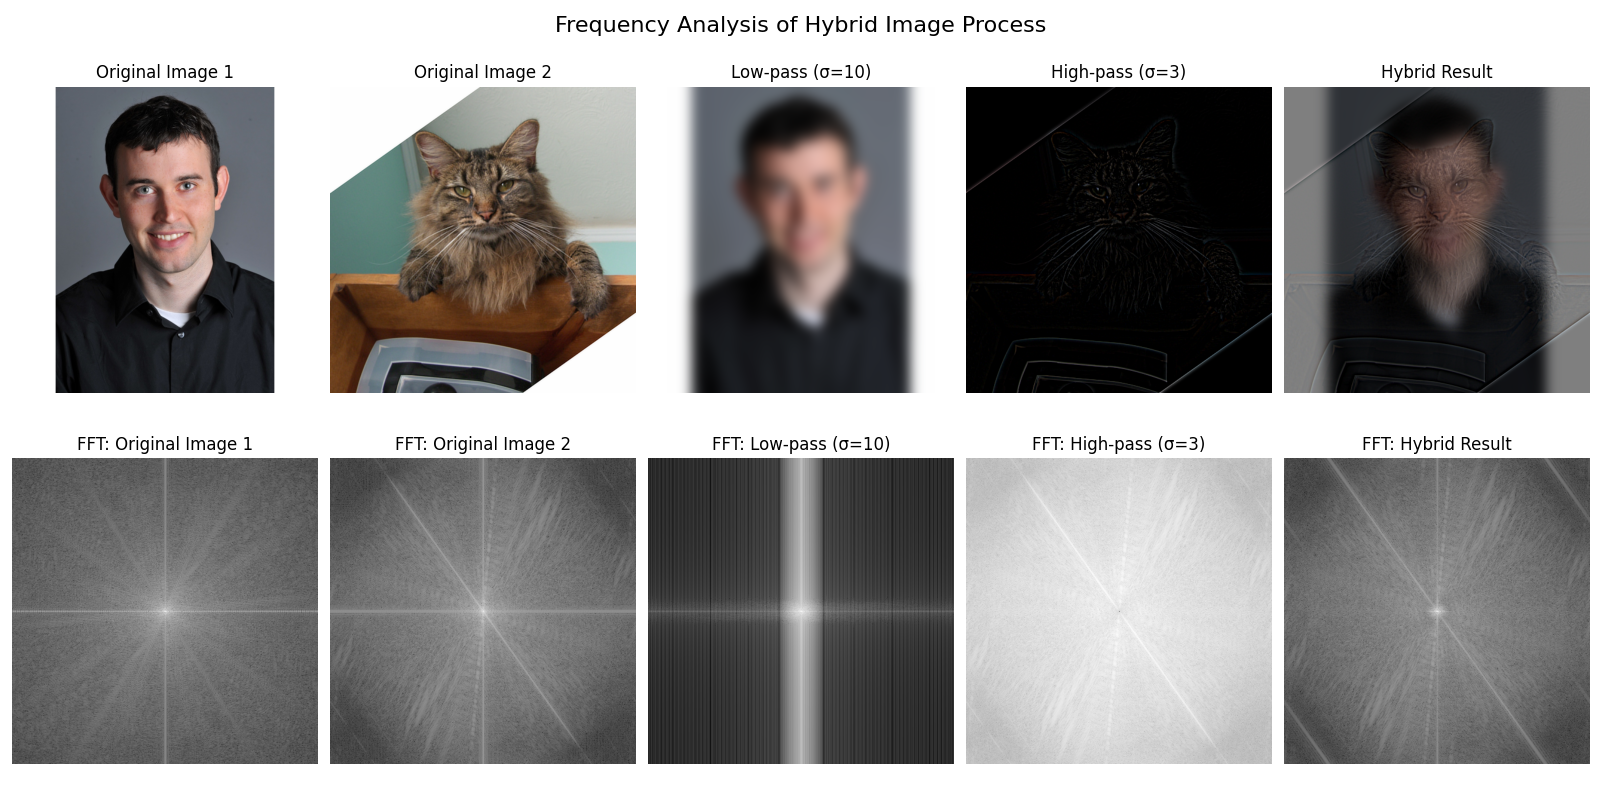 Frequency Analysis of Hybrid Image Process
Original Image 1
Original Image 2
Low-pass (σ=10)
High-pass (σ=3)
Hybrid Result
FFT: Original Image 1
FFT: Original Image 2
FFT: Low-pass (σ=10)
FFT: High-pass (σ=3)
FFT: Hybrid Result